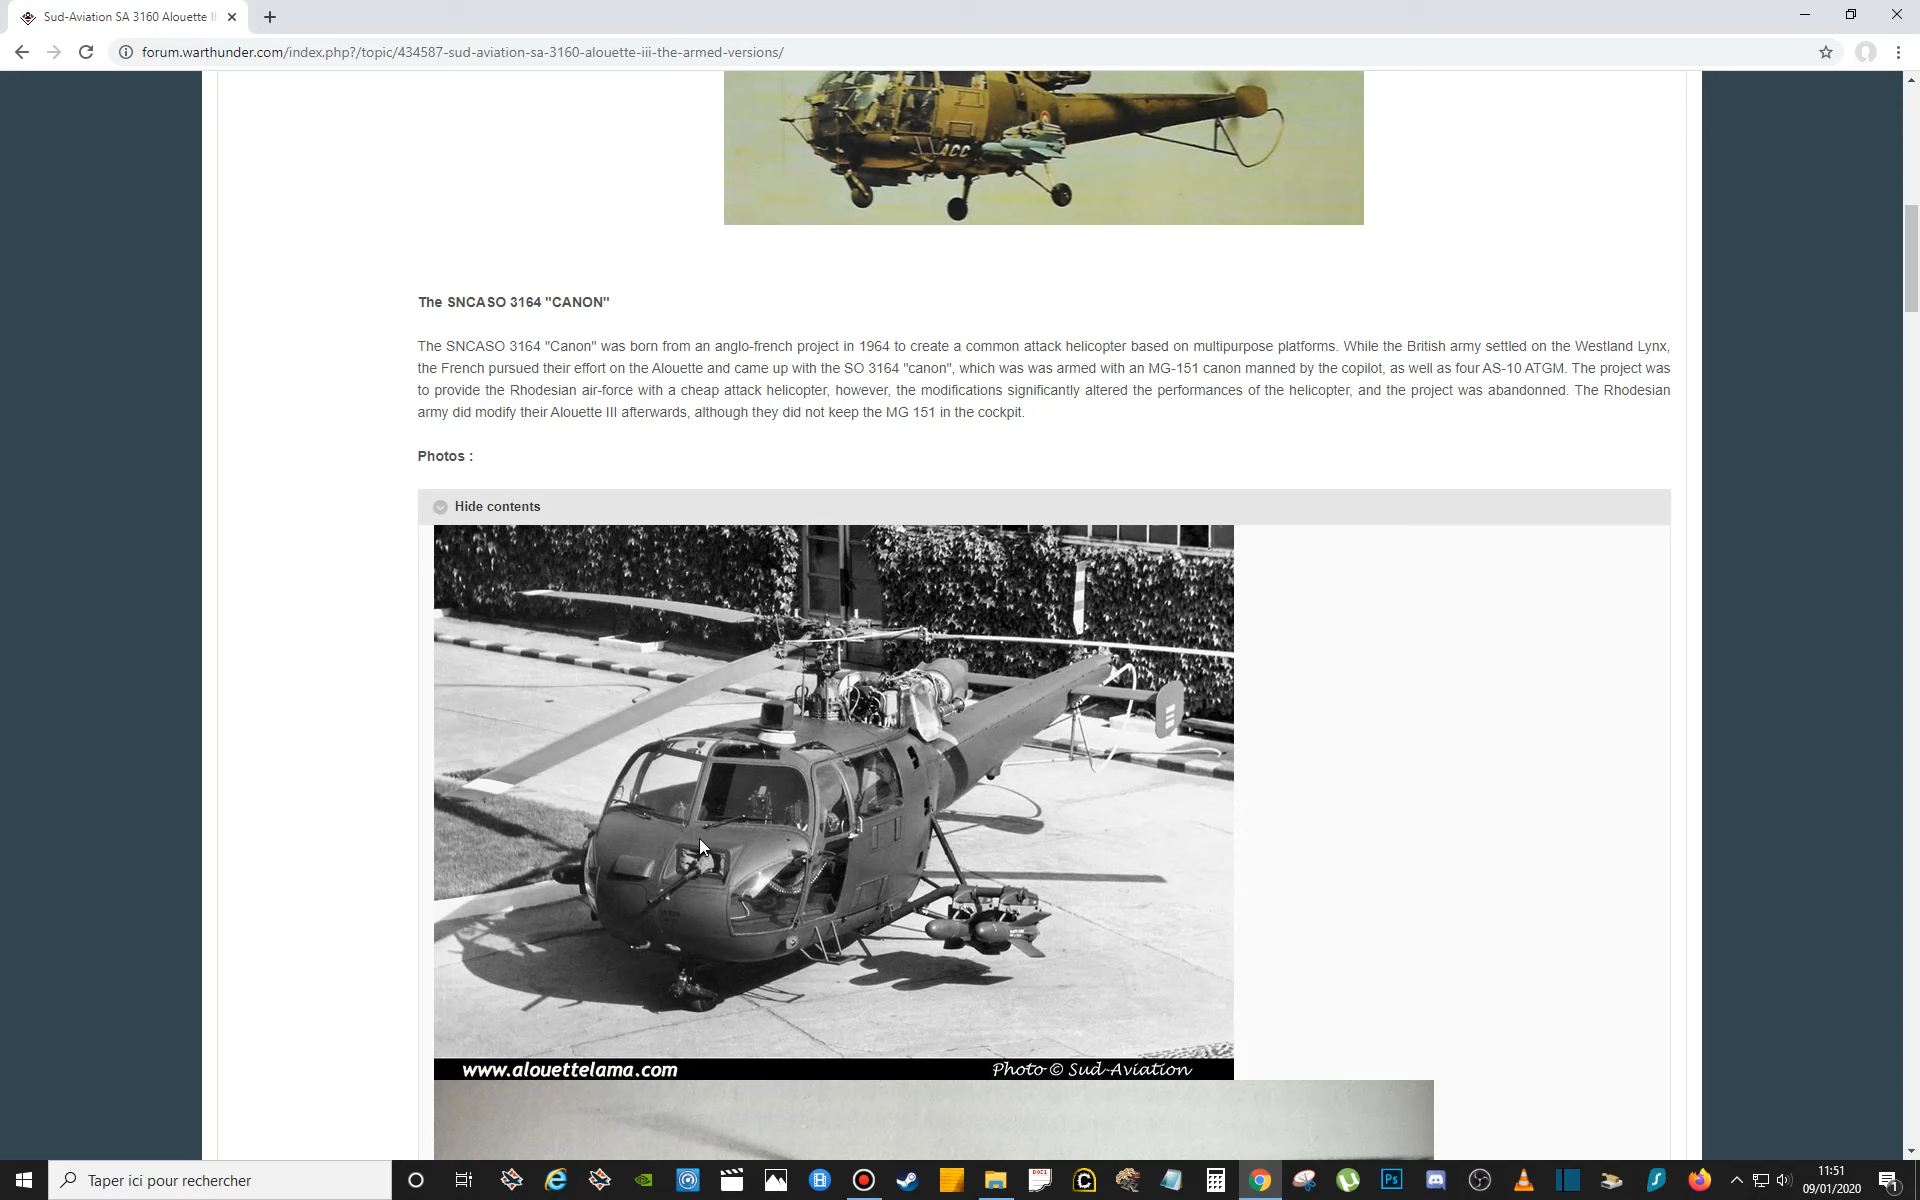 Sud-Aviation SA 3160 Alouette II
forum.warthunder.com/index.php?/topic/434587-sud-aviation-sa-3160-alouette-iii-the-armed-versions/
ACC
The SNCASO 3164 "CANON"
The SNCASO 3164 "Canon" was born from an anglo-french project in 1964 to create a common attack helicopter based on multipurpose platforms. While the British army settled on the Westland Lynx,
the French pursued their effort on the Alouette and came up with the SO 3164 "canon", which was was armed with an MG-151 canon manned by the copilot, as well as four AS-10 ATGM. The project was
to provide the Rhodesian air-force with a cheap attack helicopter, however, the modifications significantly altered the performances of the helicopter, and the project was abandonned. The Rhodesian
army did modify their Alouette III afterwards, although they did not keep the MG 151 in the cockpit.
Photos :
Hide contents
www.alouettelama.com
Photo © Sud-Aviation
Taper ici pour rechercher
11:51
09/01/2020